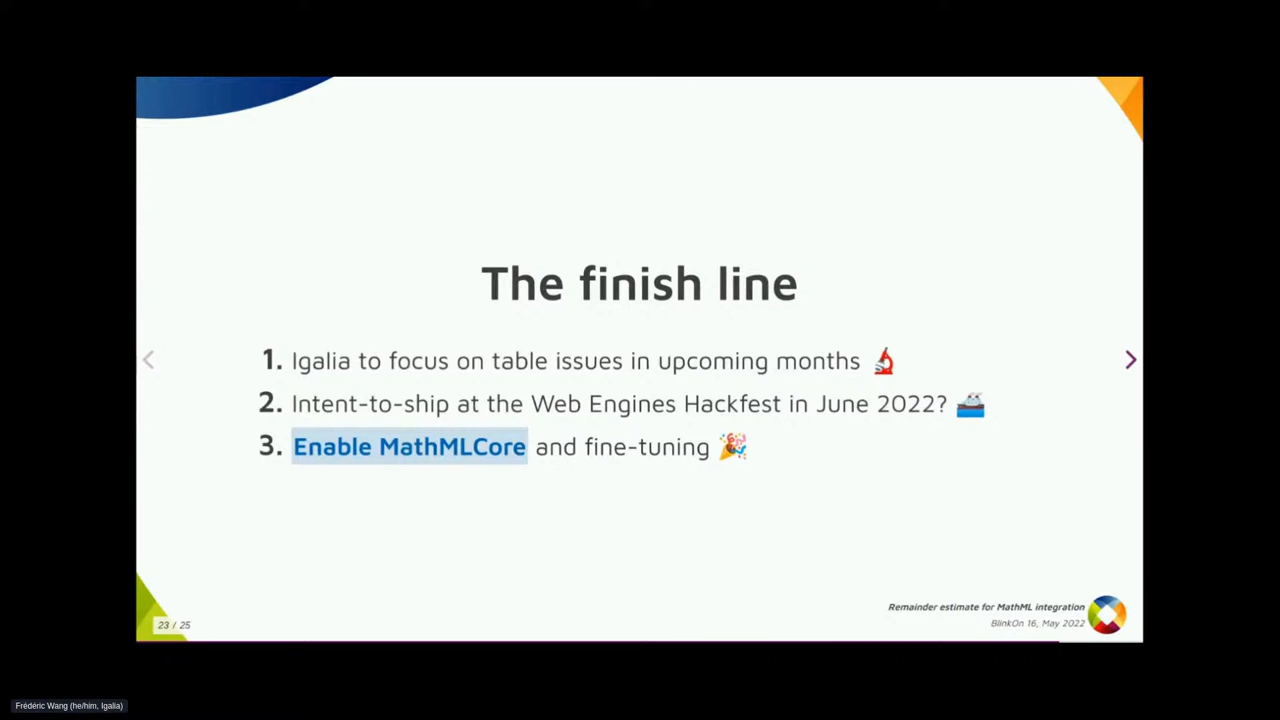 The finish line
1. Igalia to focus on table issues in upcoming months 🔬
2. Intent-to-ship at the Web Engines Hackfest in June 2022? 🛳️
3. Enable MathMLCore and fine-tuning 🎉
Remainder estimate for MathML integration
BlinkOn 16, May 2022
23 / 25
Frédéric Wang (he/him, Igalia)